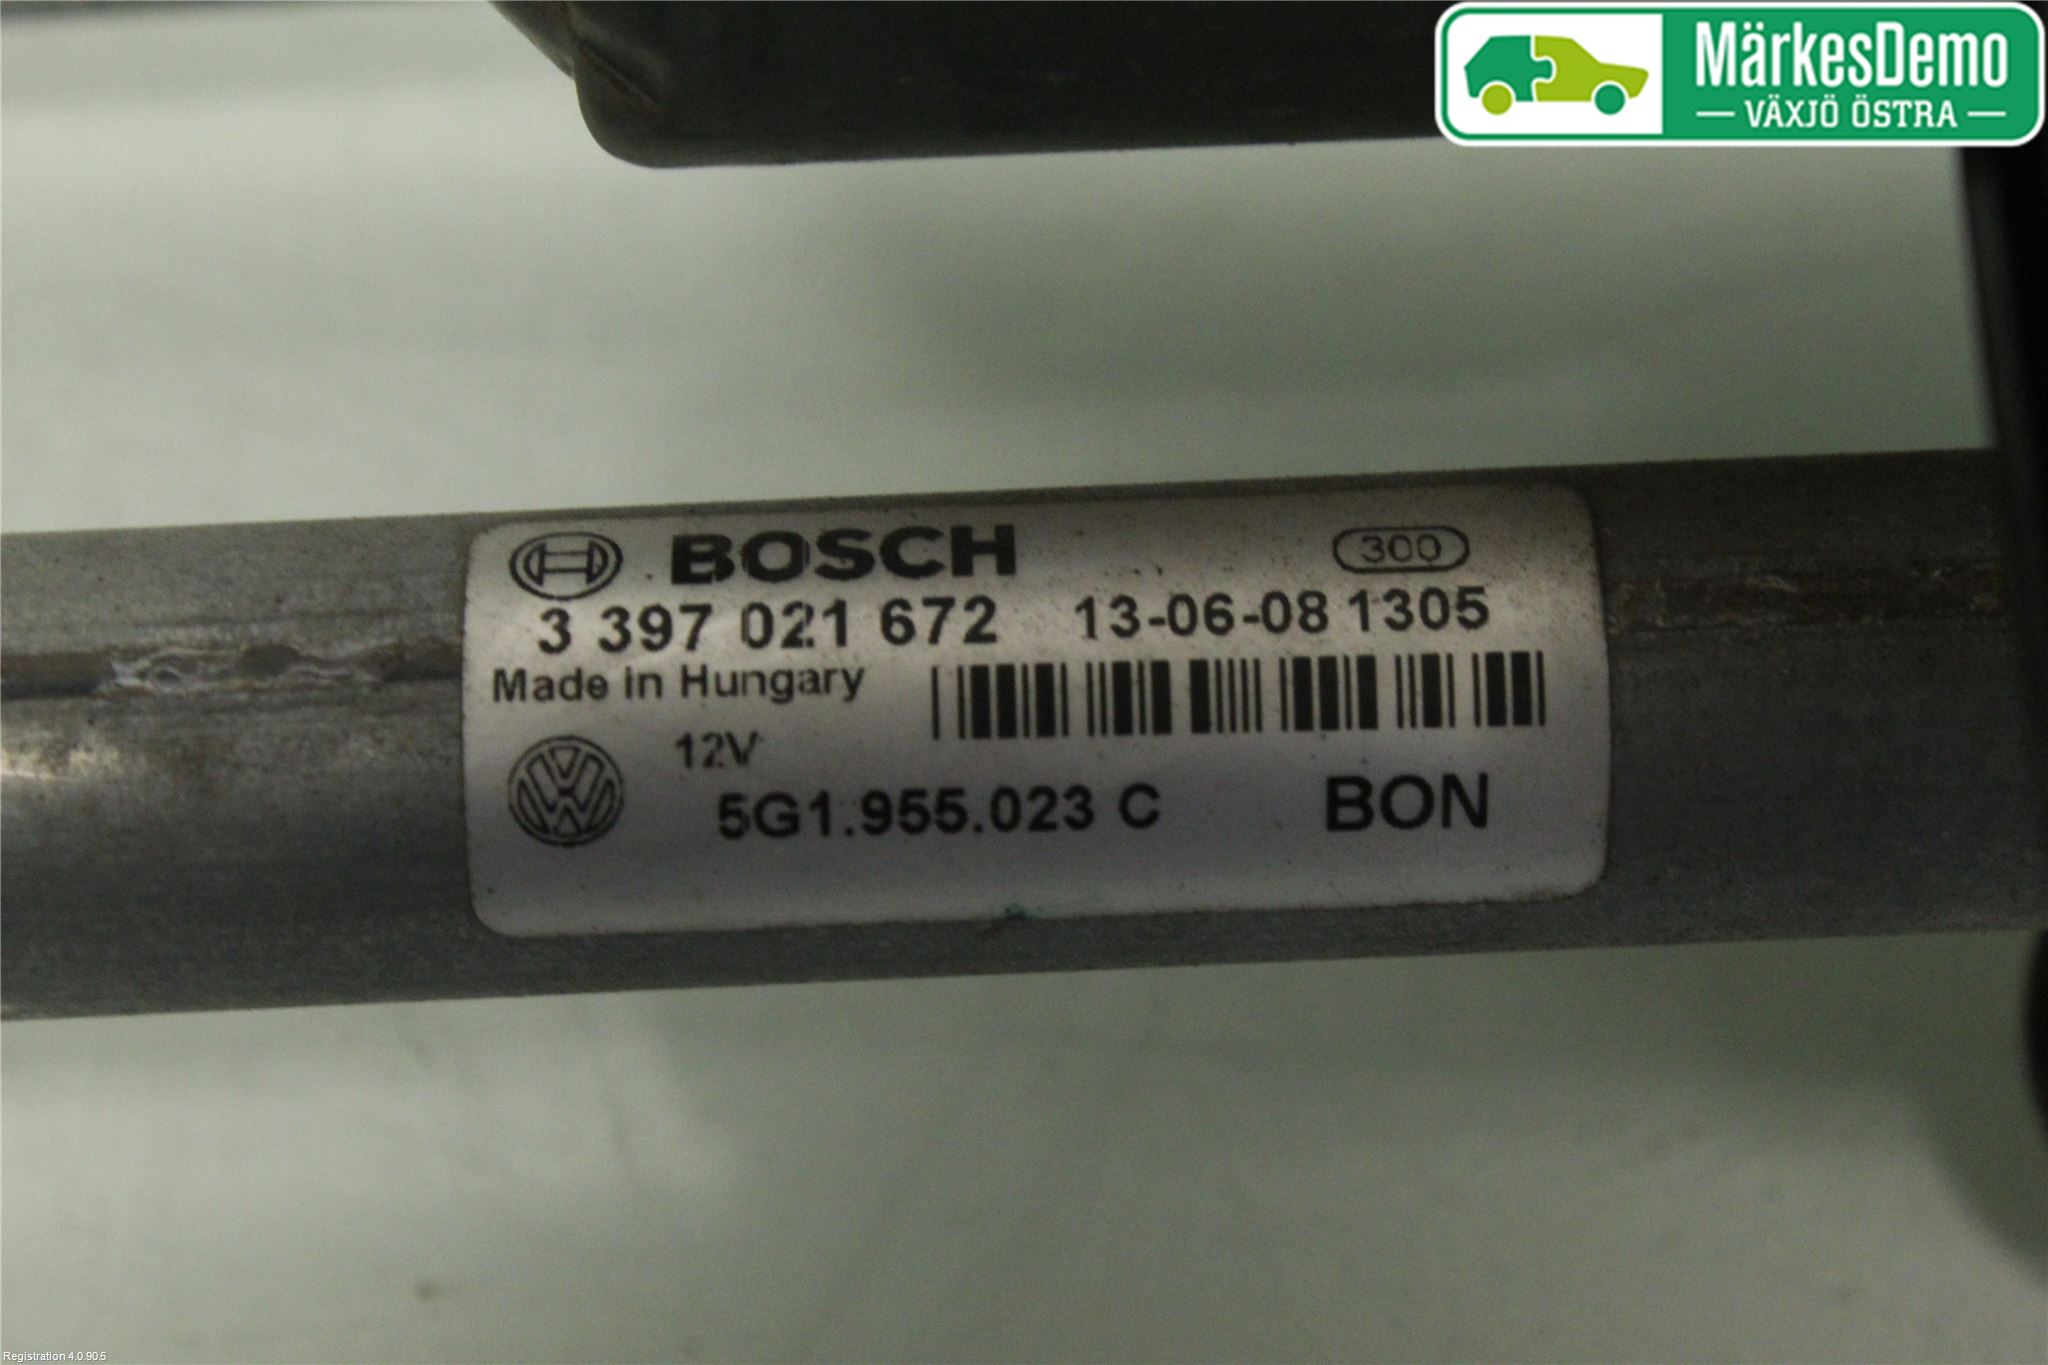 MärkesDemo
VÄXJÖ ÖSTRA
BOSCH
300
3 397 021 672 13-06-08 1305
Made in Hungary
12V
5G1.955.023 C BON
Registration 4.0.90.5